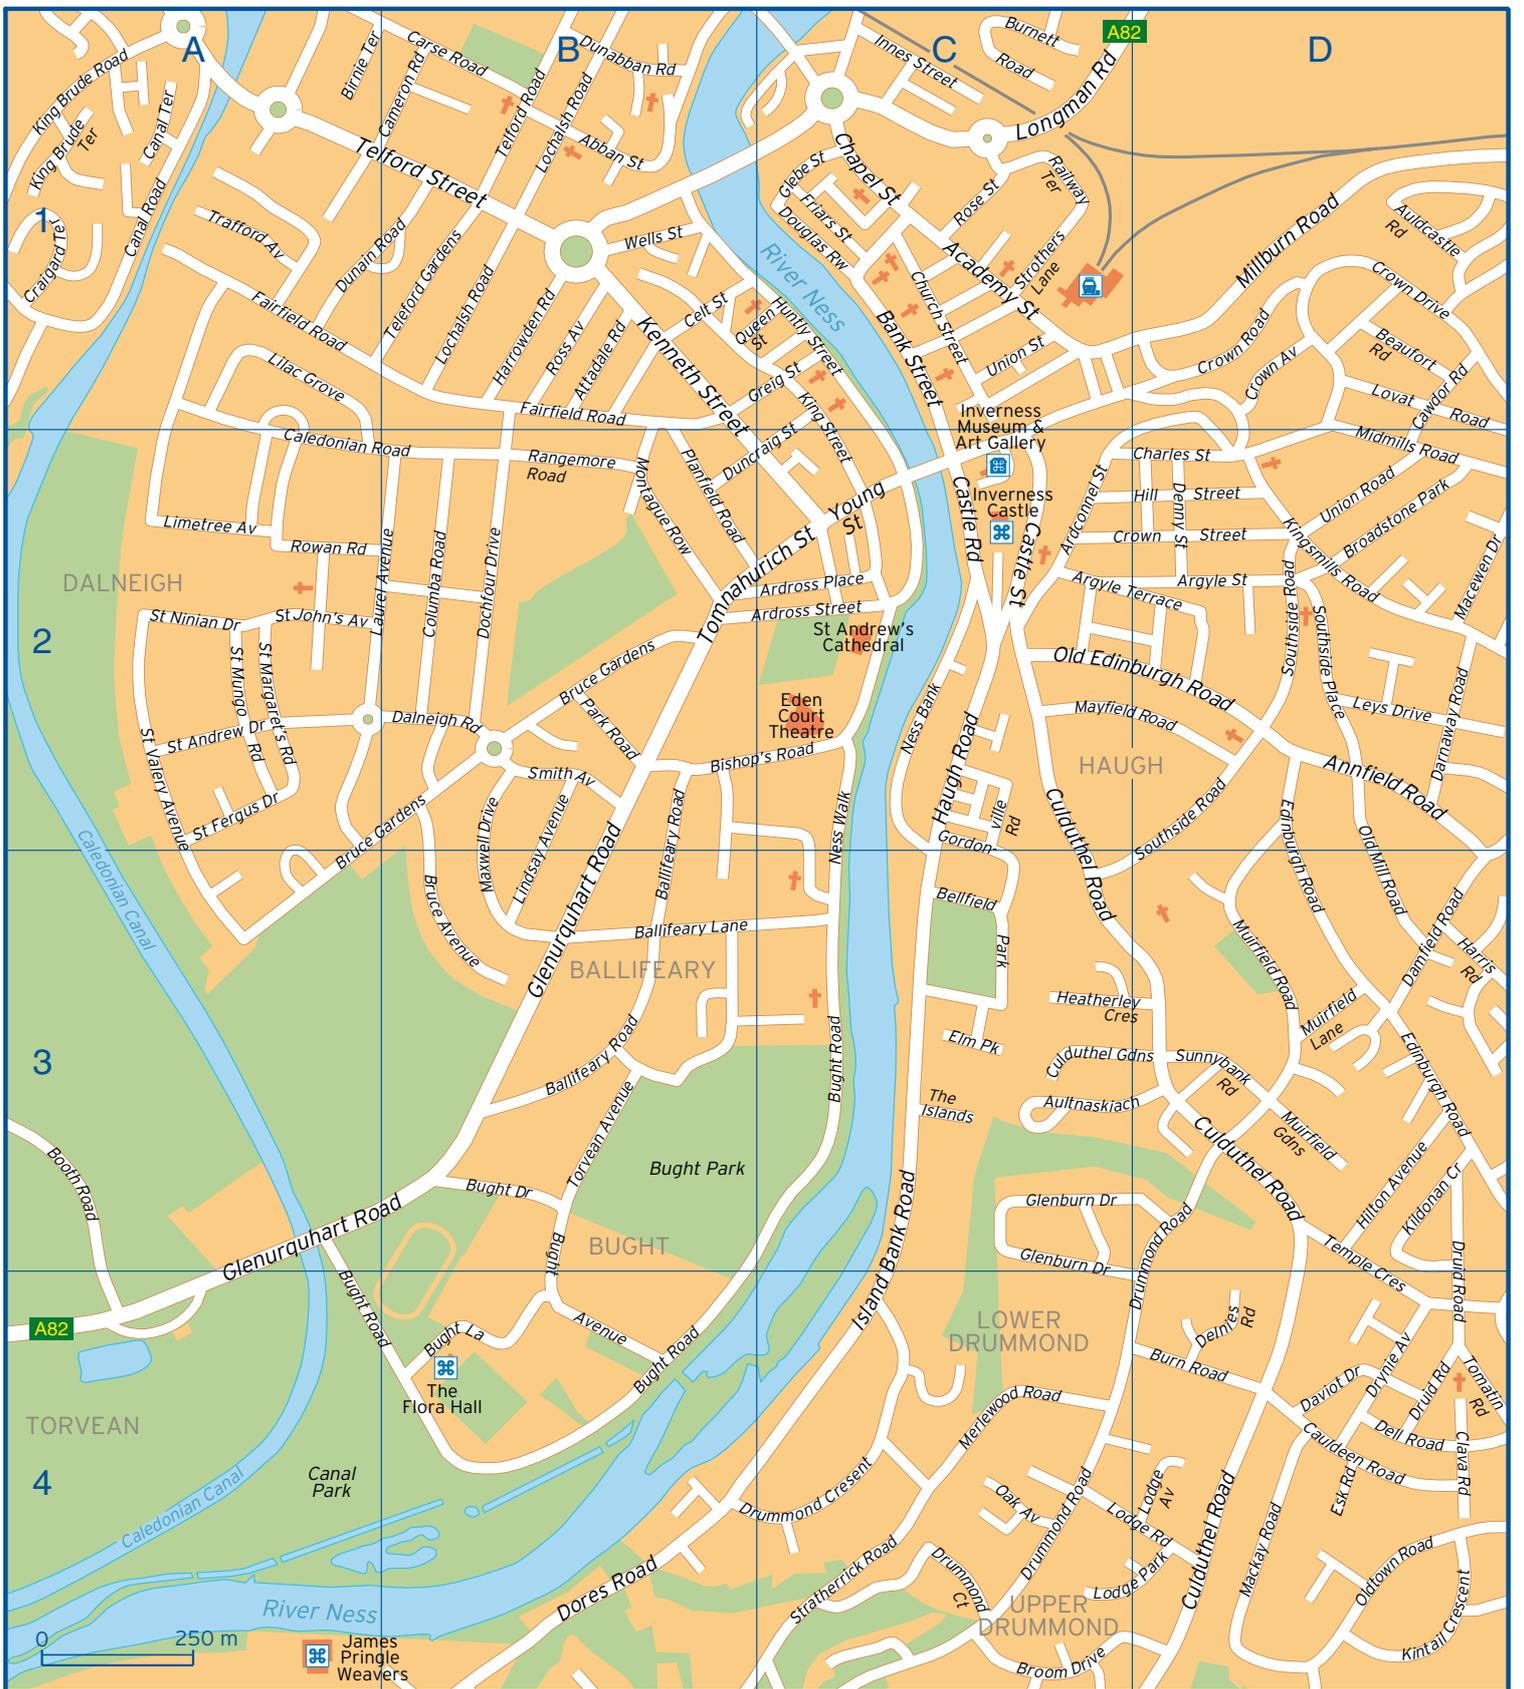 A
B
C
D
A82
King Brude Road
King Brude
Ter
Canal Ter
Canal Road
Craigard Ter
Birnie Ter
Cameron Rd
Carse Road
Telford Road
Lochalsh Road
Dunabban Rd
Abban St
Telford Street
Innes Street
Burnett
Road
Longman Rd
Chapel St
Glebe St
Friars St
Douglas Rw
Rose St
Railway
Ter
1
Trafford Av
Dunain Road
Teleford Gardens
Lochalsh Road
Wells St
River Ness
Academy St
Strothers
Lane
Millburn Road
Auldcastle
Rd
Crown Drive
Fairfield Road
Harrowden Rd
Ross Av
Attadale Rd
Celt St
Queen
St
Huntly Street
Church Street
Bank Street
Union St
Crown Road
Crown Av
Beaufort
Rd
Lovat
Road
Cawdor Rd
Lilac Grove
Kenneth Street
Greig St
King Street
Fairfield Road
Inverness
Museum &
Art Gallery
Caledonian Road
Rangemore
Road
Montague Row
Planfield Road
Duncraig St
Young
St
Castle Rd
Inverness
Castle
Castle St
Ardconnel St
Charles St
Hill
Street
Denny St
Crown
Street
Midmills Road
Union Road
Broadstone Park
Kingsmills Road
Macewen Dr
Limetree Av
Rowan Rd
Laurel Avenue
Columba Road
Dochfour Drive
Tomnahurich St
Ardross Place
Ardross Street
Argyle Terrace
Argyle St
DALNEIGH
St Ninian Dr
St John's Av
2
St Mungo
Rd
St Margaret's Rd
St Andrew Dr
St Valery Avenue
St Fergus Dr
Dalneigh Rd
Bruce Gardens
Park Road
St Andrew's
Cathedral
Eden
Court
Theatre
Bishop's Road
Ness Bank
Haugh Road
Old Edinburgh Road
Mayfield Road
HAUGH
Southside Road
Southside Place
Leys Drive
Darnaway Road
Annfield Road
Smith Av
Bruce Gardens
Maxwell Drive
Lindsay Avenue
Glenurquhart Road
Ballifeary Road
Ness Walk
Gordon-
ville
Rd
Culduthel Road
Southside Road
Edinburgh Road
Old Mill Road
Caledonian Canal
Bruce Avenue
Ballifeary Lane
BALLIFEARY
Bellfield
Park
Muirfield Road
Damfield Road
Harris
Rd
Heatherley
Cres
Muirfield
Lane
Elm Pk
Culduthel Gdns
Sunnybank
Rd
Edinburgh Road
3
Ballifeary Road
Torvean Avenue
Bught Road
The
Islands
Aultnaskiach
Muirfield
Gdns
Booth Road
Bught Dr
Bught Park
BUGHT
Culduthel Road
Hilton Avenue
Kildonan Cr
Glenburn Dr
Glenburn Dr
Drummond Road
Temple Cres
Druid Road
Glenurquhart Road
Island Bank Road
A82
Bught Road
Bught
Avenue
Bught La
The
Flora Hall
Bught Road
LOWER
DRUMMOND
Delnies
Rd
Burn Road
Daviot Dr
Drynie Av
Druid Rd
Tomatin
Rd
Dell Road
Cauldeen Road
Clava Rd
Esk Rd
TORVEAN
4
Canal
Park
Caledonian Canal
Merlewood Road
Drummond Cresent
Oak Av
Drummond Road
Lodge
Av
Lodge Rd
Lodge Park
Culduthel Road
Mackay Road
Oldtown Road
Kintail Crescent
Stratherrick Road
Drummond
Ct
UPPER
DRUMMOND
Broom Drive
Dores Road
River Ness
0
250 m
James
Pringle
Weavers